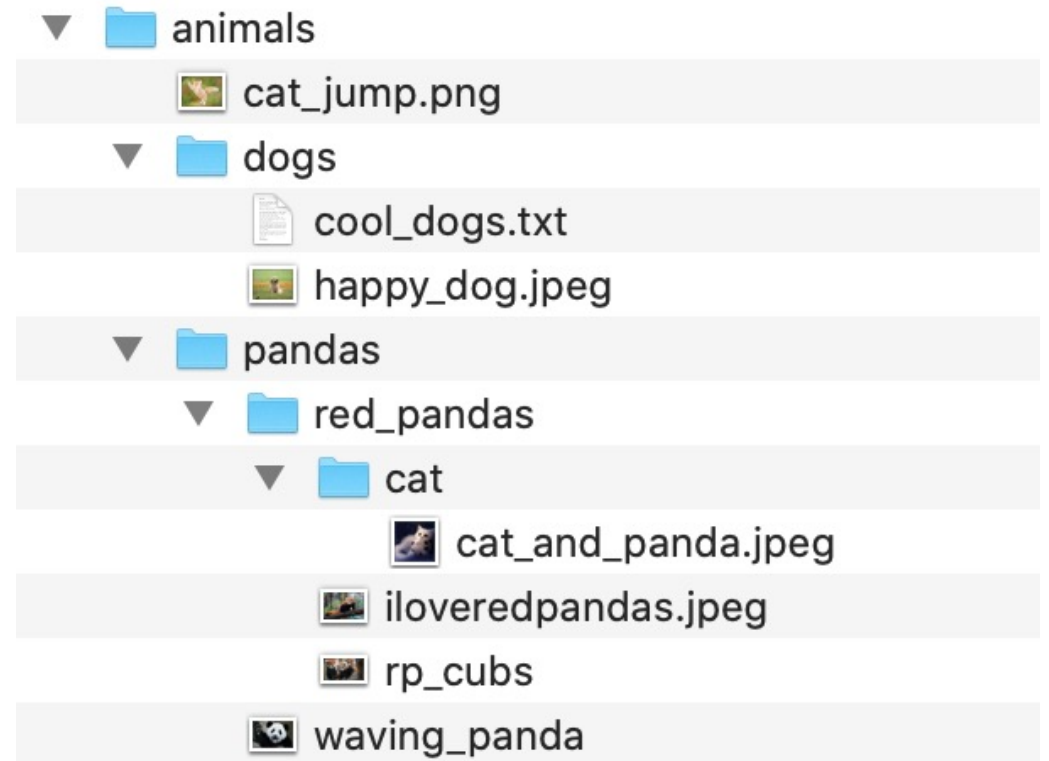 animals
cat_jump.png
dogs
cool_dogs.txt
happy_dog.jpeg
pandas
red_pandas
cat
cat_and_panda.jpeg
iloveredpandas.jpeg
rp_cubs
waving_panda